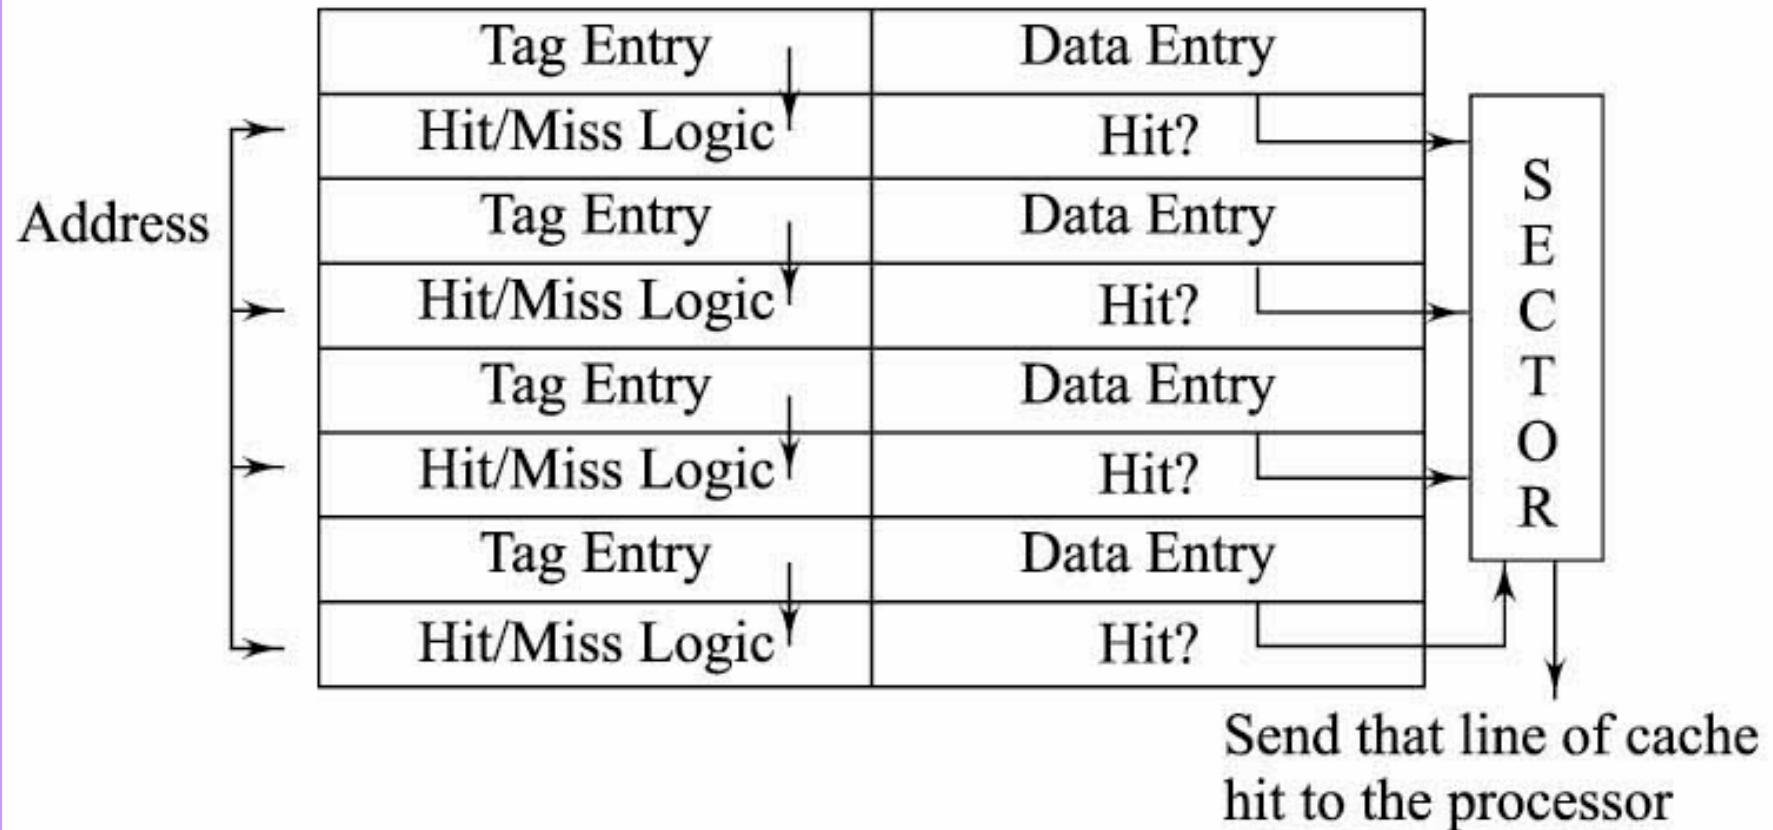 Tag Entry Data Entry
Hit/Miss Logic Hit?
Tag Entry Data Entry
Address
Hit/Miss Logic Hit?
Tag Entry Data Entry
Hit/Miss Logic Hit?
Tag Entry Data Entry
Hit/Miss Logic Hit?
SECTOR
Send that line of cache
hit to the processor